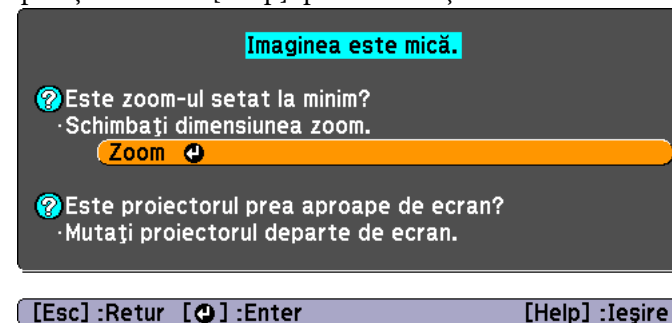 Imaginea este mică.
Este zoom-ul setat la minim?
·Schimbaţi dimensiunea zoom.
Zoom
Este proiectorul prea aproape de ecran?
·Mutaţi proiectorul departe de ecran.
[Esc] :Retur [↵] :Enter [Help] :Ieşire